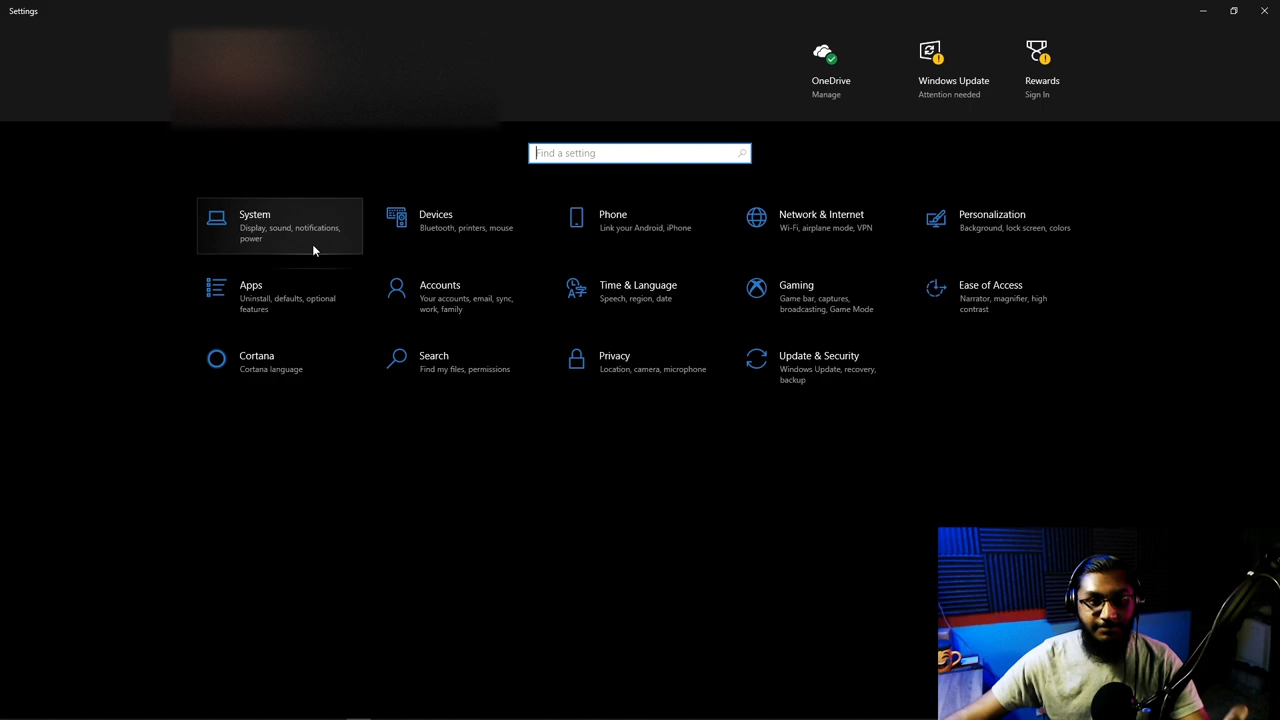 Settings
OneDrive
Manage
Windows Update
Attention needed
Rewards
Sign In
Find a setting
System
Display, sound, notifications,
power
Devices
Bluetooth, printers, mouse
Phone
Link your Android, iPhone
Network & Internet
Wi-Fi, airplane mode, VPN
Personalization
Background, lock screen, colors
Apps
Uninstall, defaults, optional
features
Accounts
Your accounts, email, sync,
work, family
Time & Language
Speech, region, date
Gaming
Game bar, captures,
broadcasting, Game Mode
Ease of Access
Narrator, magnifier, high
contrast
Cortana
Cortana language
Search
Find my files, permissions
Privacy
Location, camera, microphone
Update & Security
Windows Update, recovery,
backup